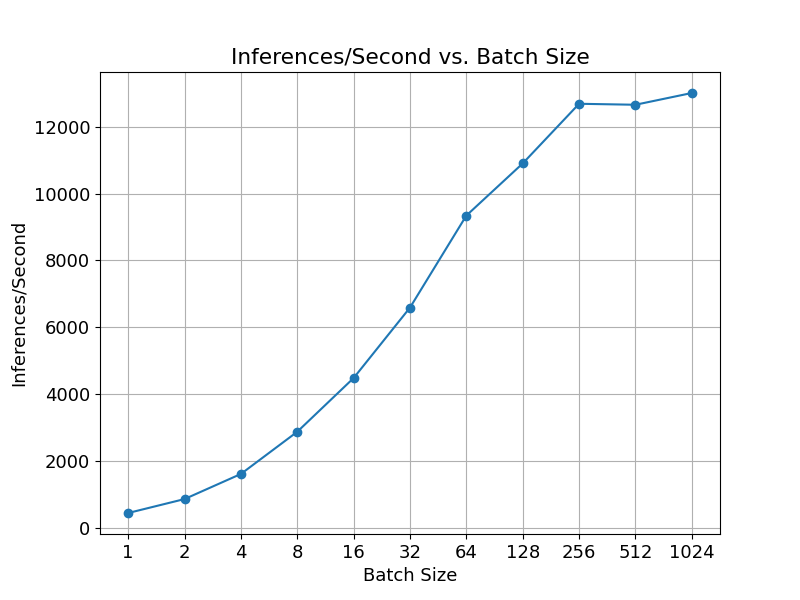 Inferences/Second vs. Batch Size
Inferences/Second
12000
10000
8000
6000
4000
2000
0
1 2 4 8 16 32 64 128 256 512 1024
Batch Size